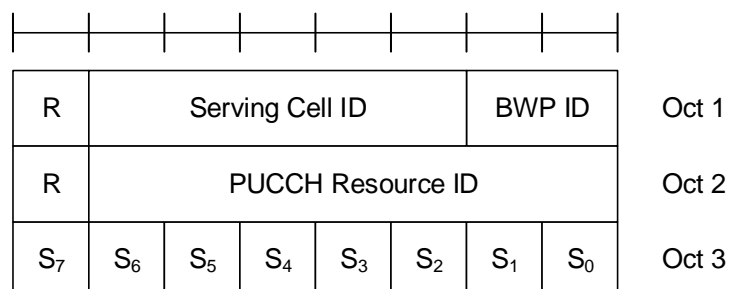 R Serving Cell ID BWP ID Oct 1
R PUCCH Resource ID Oct 2
S₇ S₆ S₅ S₄ S₃ S₂ S₁ S₀ Oct 3